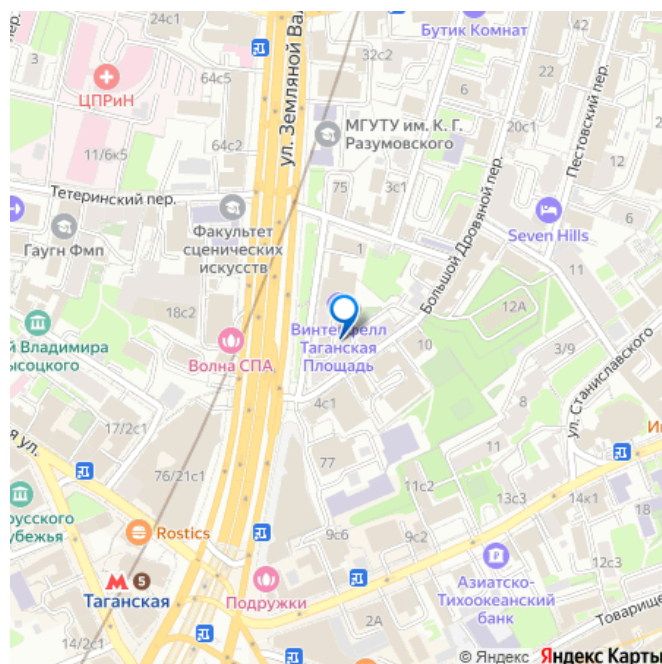 24с1
3
64с5
ЦПРиН
11/6к5
64с2
ул. Земляной Ва
32с2
Бутик Комнат
6
42
22
20с1
МГУТУ им. К. Г.
Разумовского
Пестовский пер.
12
75
3с1
Тетеринский пер.
Факультет
сценических
искусств
Гаугн Фмп
Большой Дровяной пер.
Seven Hills
6
1
11
18с2
12А
й Владимира
ысоцкого
Волна СПА
Винтерфелл
Таганская
Площадь
10
3/9
ул. Станиславского
17/2с1
4с1
8
11
я ул.
76/21с1
77
11с2
13с3
14к1
Ин
русского
убежья
Rostics
9с6
9с2
12с3
5
Таганская
Подружки
Азиатско-
Тихоокеанский
банк
2А
Товарище
14/2с1
© Яндекс Яндекс Карты